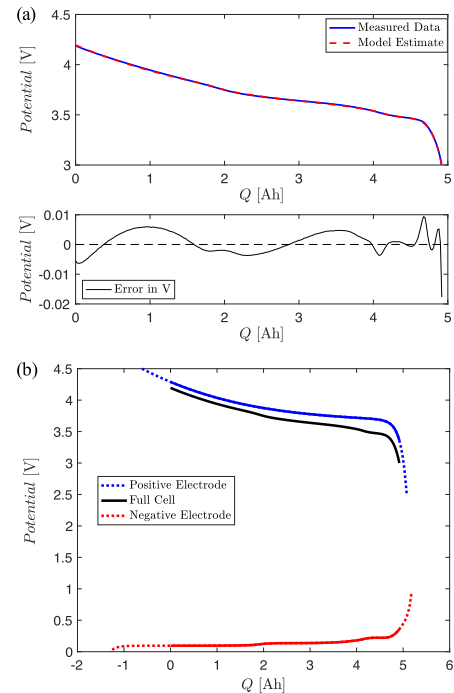 (a)
4.5
4
3.5
3
Potential [V]
Measured Data
Model Estimate
0 1 2 3 4 5 6
Q [Ah]
0.01
0
-0.01
-0.02
Potential [V]
Error in V
0 1 2 3 4 5 6
Q [Ah]
(b)
4.5
4
3.5
3
2.5
2
1.5
1
0.5
0
Potential [V]
Positive Electrode
Full Cell
Negative Electrode
-2 -1 0 1 2 3 4 5 6
Q [Ah]